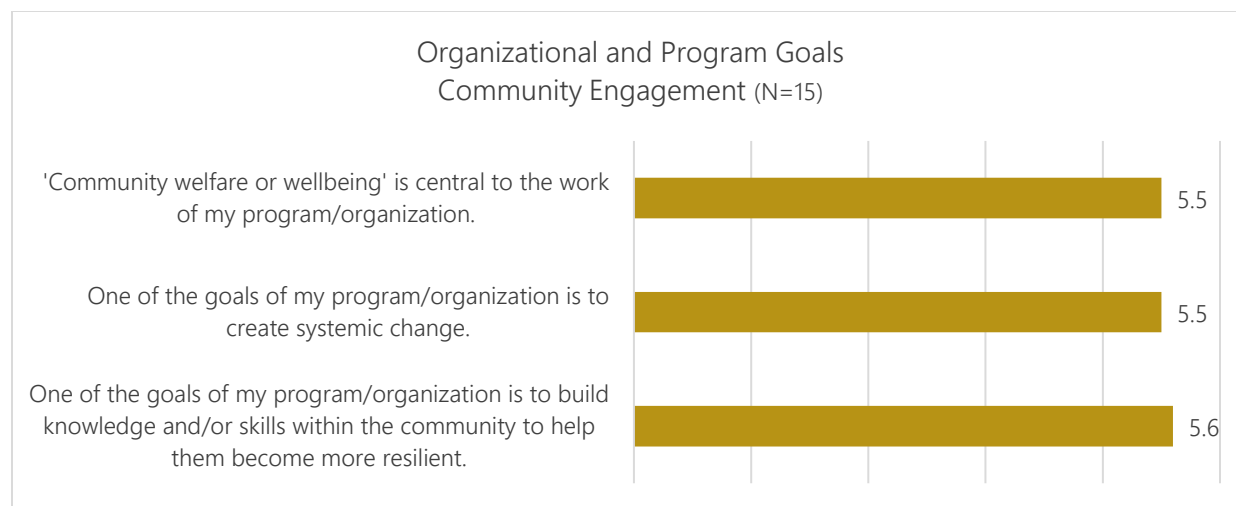 Organizational and Program Goals
Community Engagement (N=15)
'Community welfare or wellbeing' is central to the work
of my program/organization.
5.5
One of the goals of my program/organization is to
create systemic change.
5.5
One of the goals of my program/organization is to build
knowledge and/or skills within the community to help
them become more resilient.
5.6